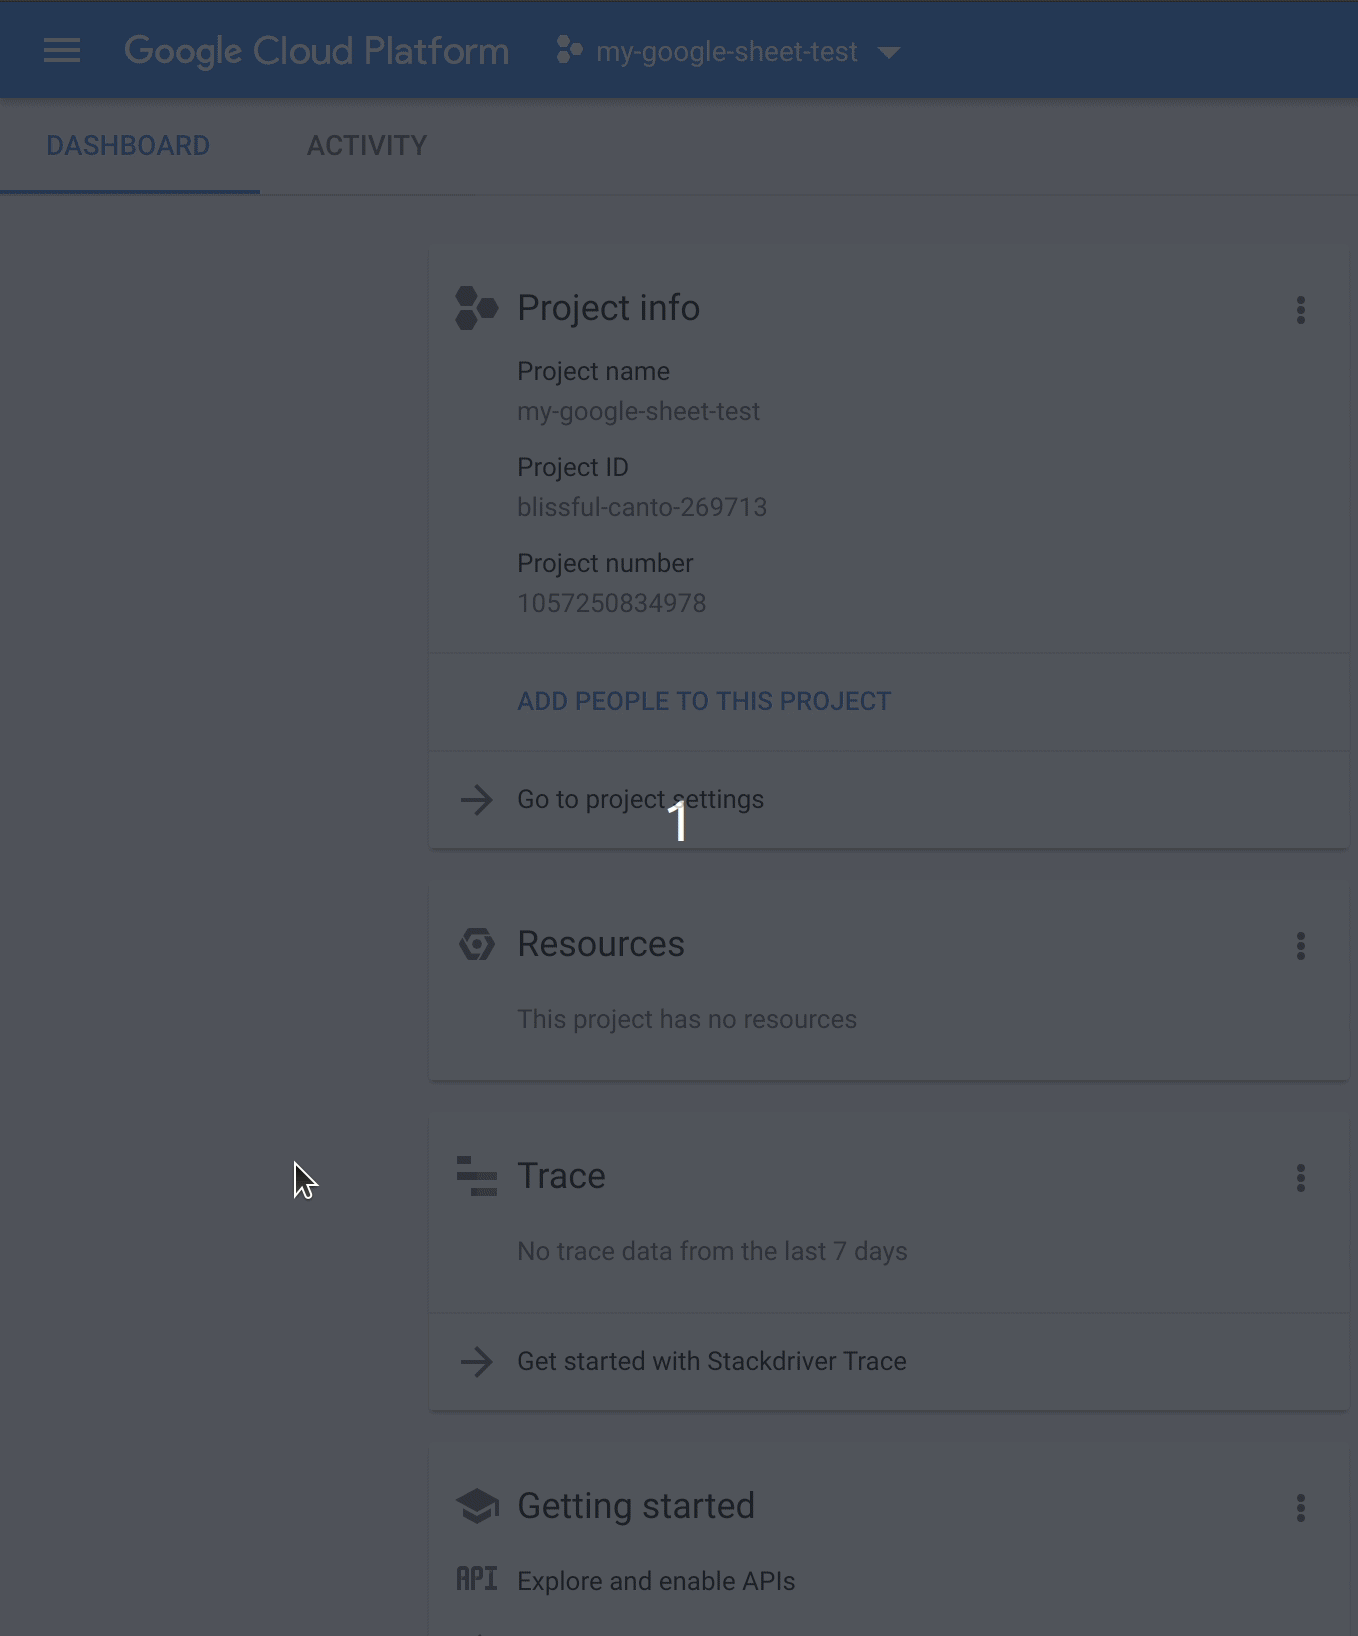 Google Cloud Platform my-google-sheet-test
DASHBOARD ACTIVITY
Project info
Project name
my-google-sheet-test
Project ID
blissful-canto-269713
Project number
1057250834978
ADD PEOPLE TO THIS PROJECT
Go to project settings
1
Resources
This project has no resources
Trace
No trace data from the last 7 days
Get started with Stackdriver Trace
Getting started
API Explore and enable APIs